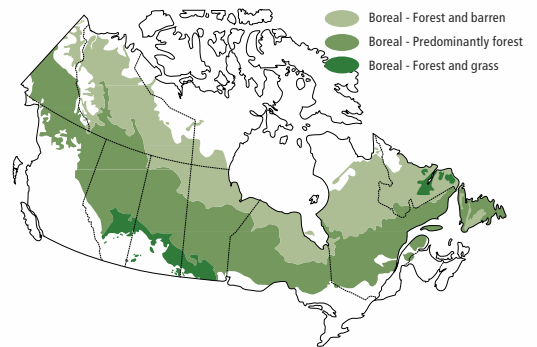 Boreal - Forest and barren
Boreal - Predominantly forest
Boreal - Forest and grass